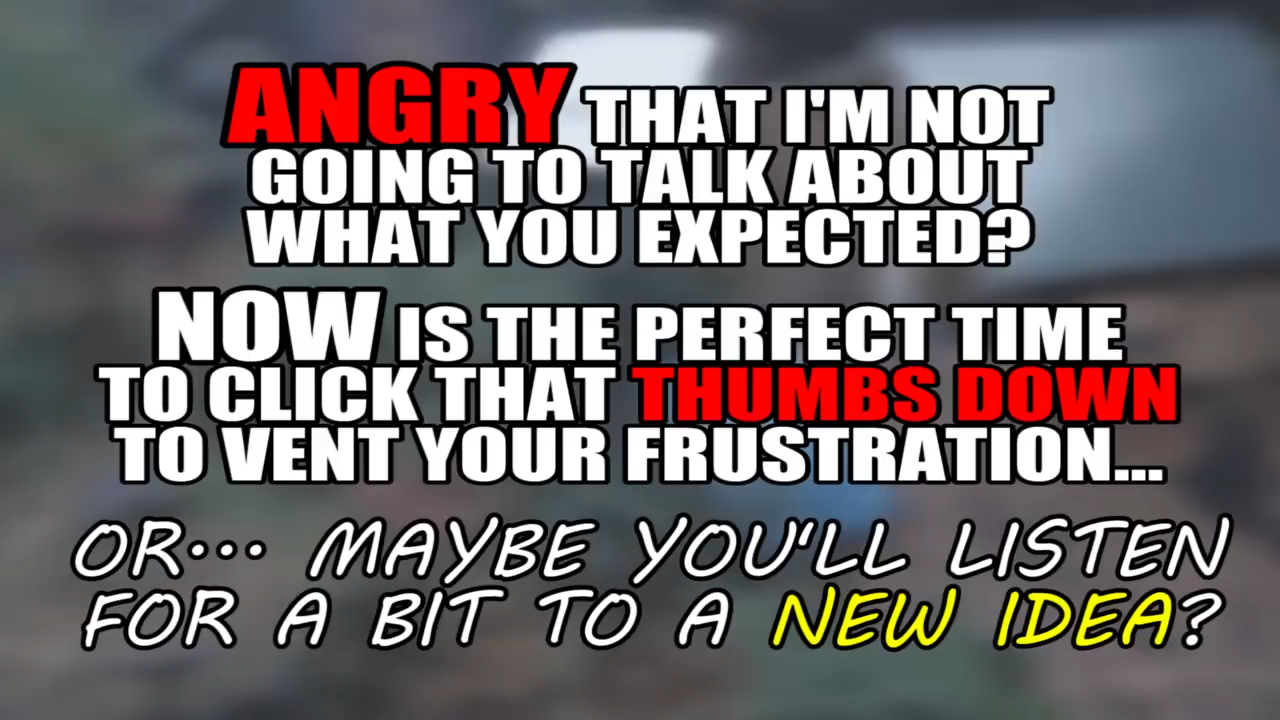 ANGRY THAT I'M NOT
GOING TO TALK ABOUT
WHAT YOU EXPECTED?
NOW IS THE PERFECT TIME
TO CLICK THAT THUMBS DOWN
TO VENT YOUR FRUSTRATION...
OR... MAYBE YOU'LL LISTEN
FOR A BIT TO A NEW IDEA?